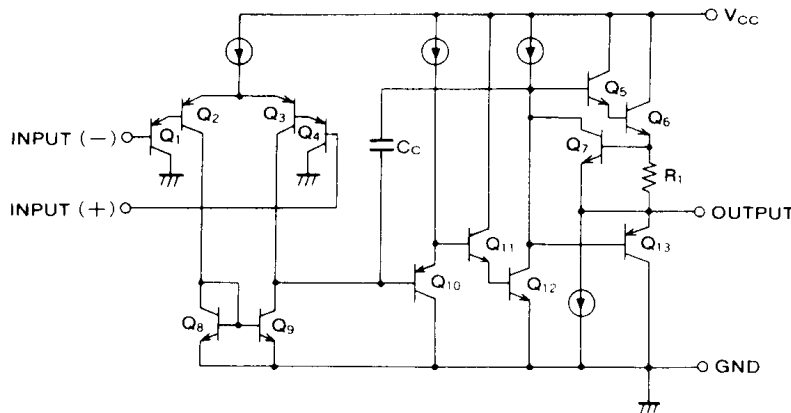 VCC
Q5
Q2
Q3
Q6
INPUT (−)
Q1
Q4
CC
Q7
R1
INPUT (+)
OUTPUT
Q11
Q13
Q10
Q12
Q8
Q9
GND